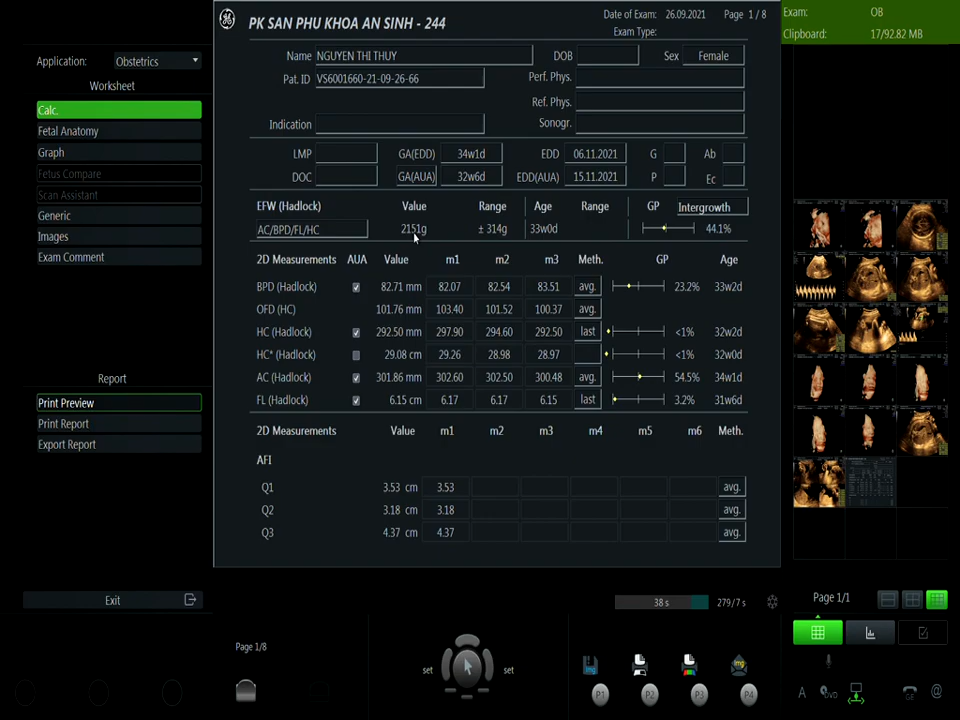 PK SAN PHU KHOA AN SINH - 244
Date of Exam: 26.09.2021 Page 1 / 8
Exam Type:
Name NGUYEN THI THUY DOB Sex Female
Pat. ID VS6001660-21-09-26-66 Perf. Phys.
Ref. Phys.
Indication Sonogr.
LMP GA(EDD) 34w1d EDD 06.11.2021 G Ab
DOC GA(AUA) 32w6d EDD(AUA) 15.11.2021 P Ec
EFW (Hadlock) Value Range Age Range GP Intergrowth
AC/BPD/FL/HC 2151g ± 314g 33w0d 44.1%
2D Measurements AUA Value m1 m2 m3 Meth. GP Age
BPD (Hadlock) 82.71 mm 82.07 82.54 83.51 avg. 23.2% 33w2d
OFD (HC) 101.76 mm 103.40 101.52 100.37 avg.
HC (Hadlock) 292.50 mm 297.90 294.60 292.50 last <1% 32w2d
HC* (Hadlock) 29.08 cm 29.26 28.98 28.97 <1% 32w0d
AC (Hadlock) 301.86 mm 302.60 302.50 300.48 avg. 54.5% 34w1d
FL (Hadlock) 6.15 cm 6.17 6.17 6.15 last 3.2% 31w6d
2D Measurements Value m1 m2 m3 m4 m5 m6 Meth.
AFI
Q1 3.53 cm 3.53 avg.
Q2 3.18 cm 3.18 avg.
Q3 4.37 cm 4.37 avg.
Application: Obstetrics
Worksheet
Calc.
Fetal Anatomy
Graph
Fetus Compare
Scan Assistant
Generic
Images
Exam Comment
Report
Print Preview
Print Report
Export Report
Exit
Exam: OB
Clipboard: 17/92.82 MB
38 s 279/7 s
Page 1/1
Page 1/8
set set
P1 P2 P3 P4
A DVD @